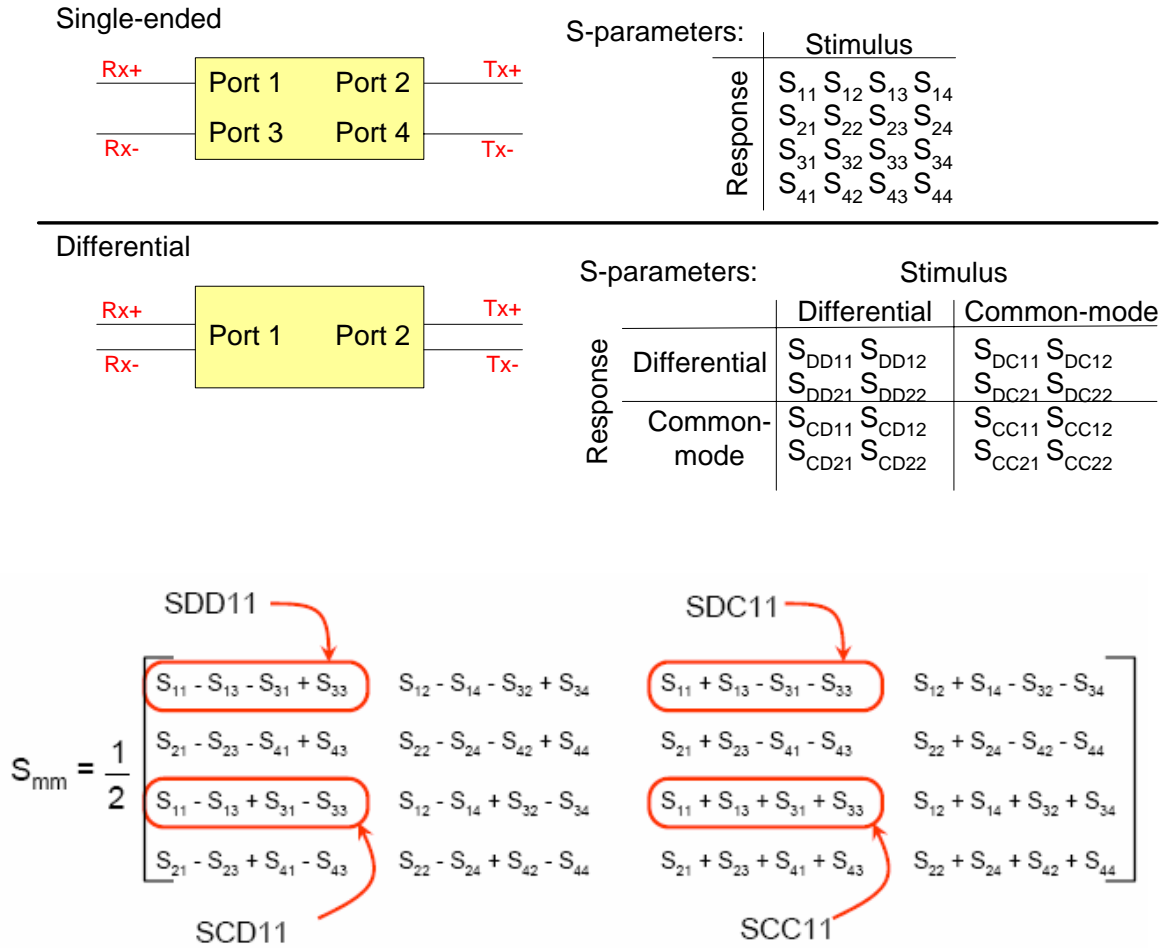 Single-ended
Rx+ Port 1 Port 2 Tx+
Rx- Port 3 Port 4 Tx-
S-parameters: Stimulus
Response
S11 S12 S13 S14
S21 S22 S23 S24
S31 S32 S33 S34
S41 S42 S43 S44
Differential
Rx+ Tx+
Port 1 Port 2
Rx- Tx-
S-parameters: Stimulus
Differential Common-mode
Response
Differential SDD11 SDD12 SDC11 SDC12
SDD21 SDD22 SDC21 SDC22
Common- SCD11 SCD12 SCC11 SCC12
mode SCD21 SCD22 SCC21 SCC22
SDD11 SDC11
Smm = 1/2
S11 - S13 - S31 + S33 S12 - S14 - S32 + S34 S11 + S13 - S31 - S33 S12 + S14 - S32 - S34
S21 - S23 - S41 + S43 S22 - S24 - S42 + S44 S21 + S23 - S41 - S43 S22 + S24 - S42 - S44
S11 - S13 + S31 - S33 S12 - S14 + S32 - S34 S11 + S13 + S31 + S33 S12 + S14 + S32 + S34
S21 - S23 + S41 - S43 S22 - S24 + S42 - S44 S21 + S23 + S41 + S43 S22 + S24 + S42 + S44
SCD11 SCC11